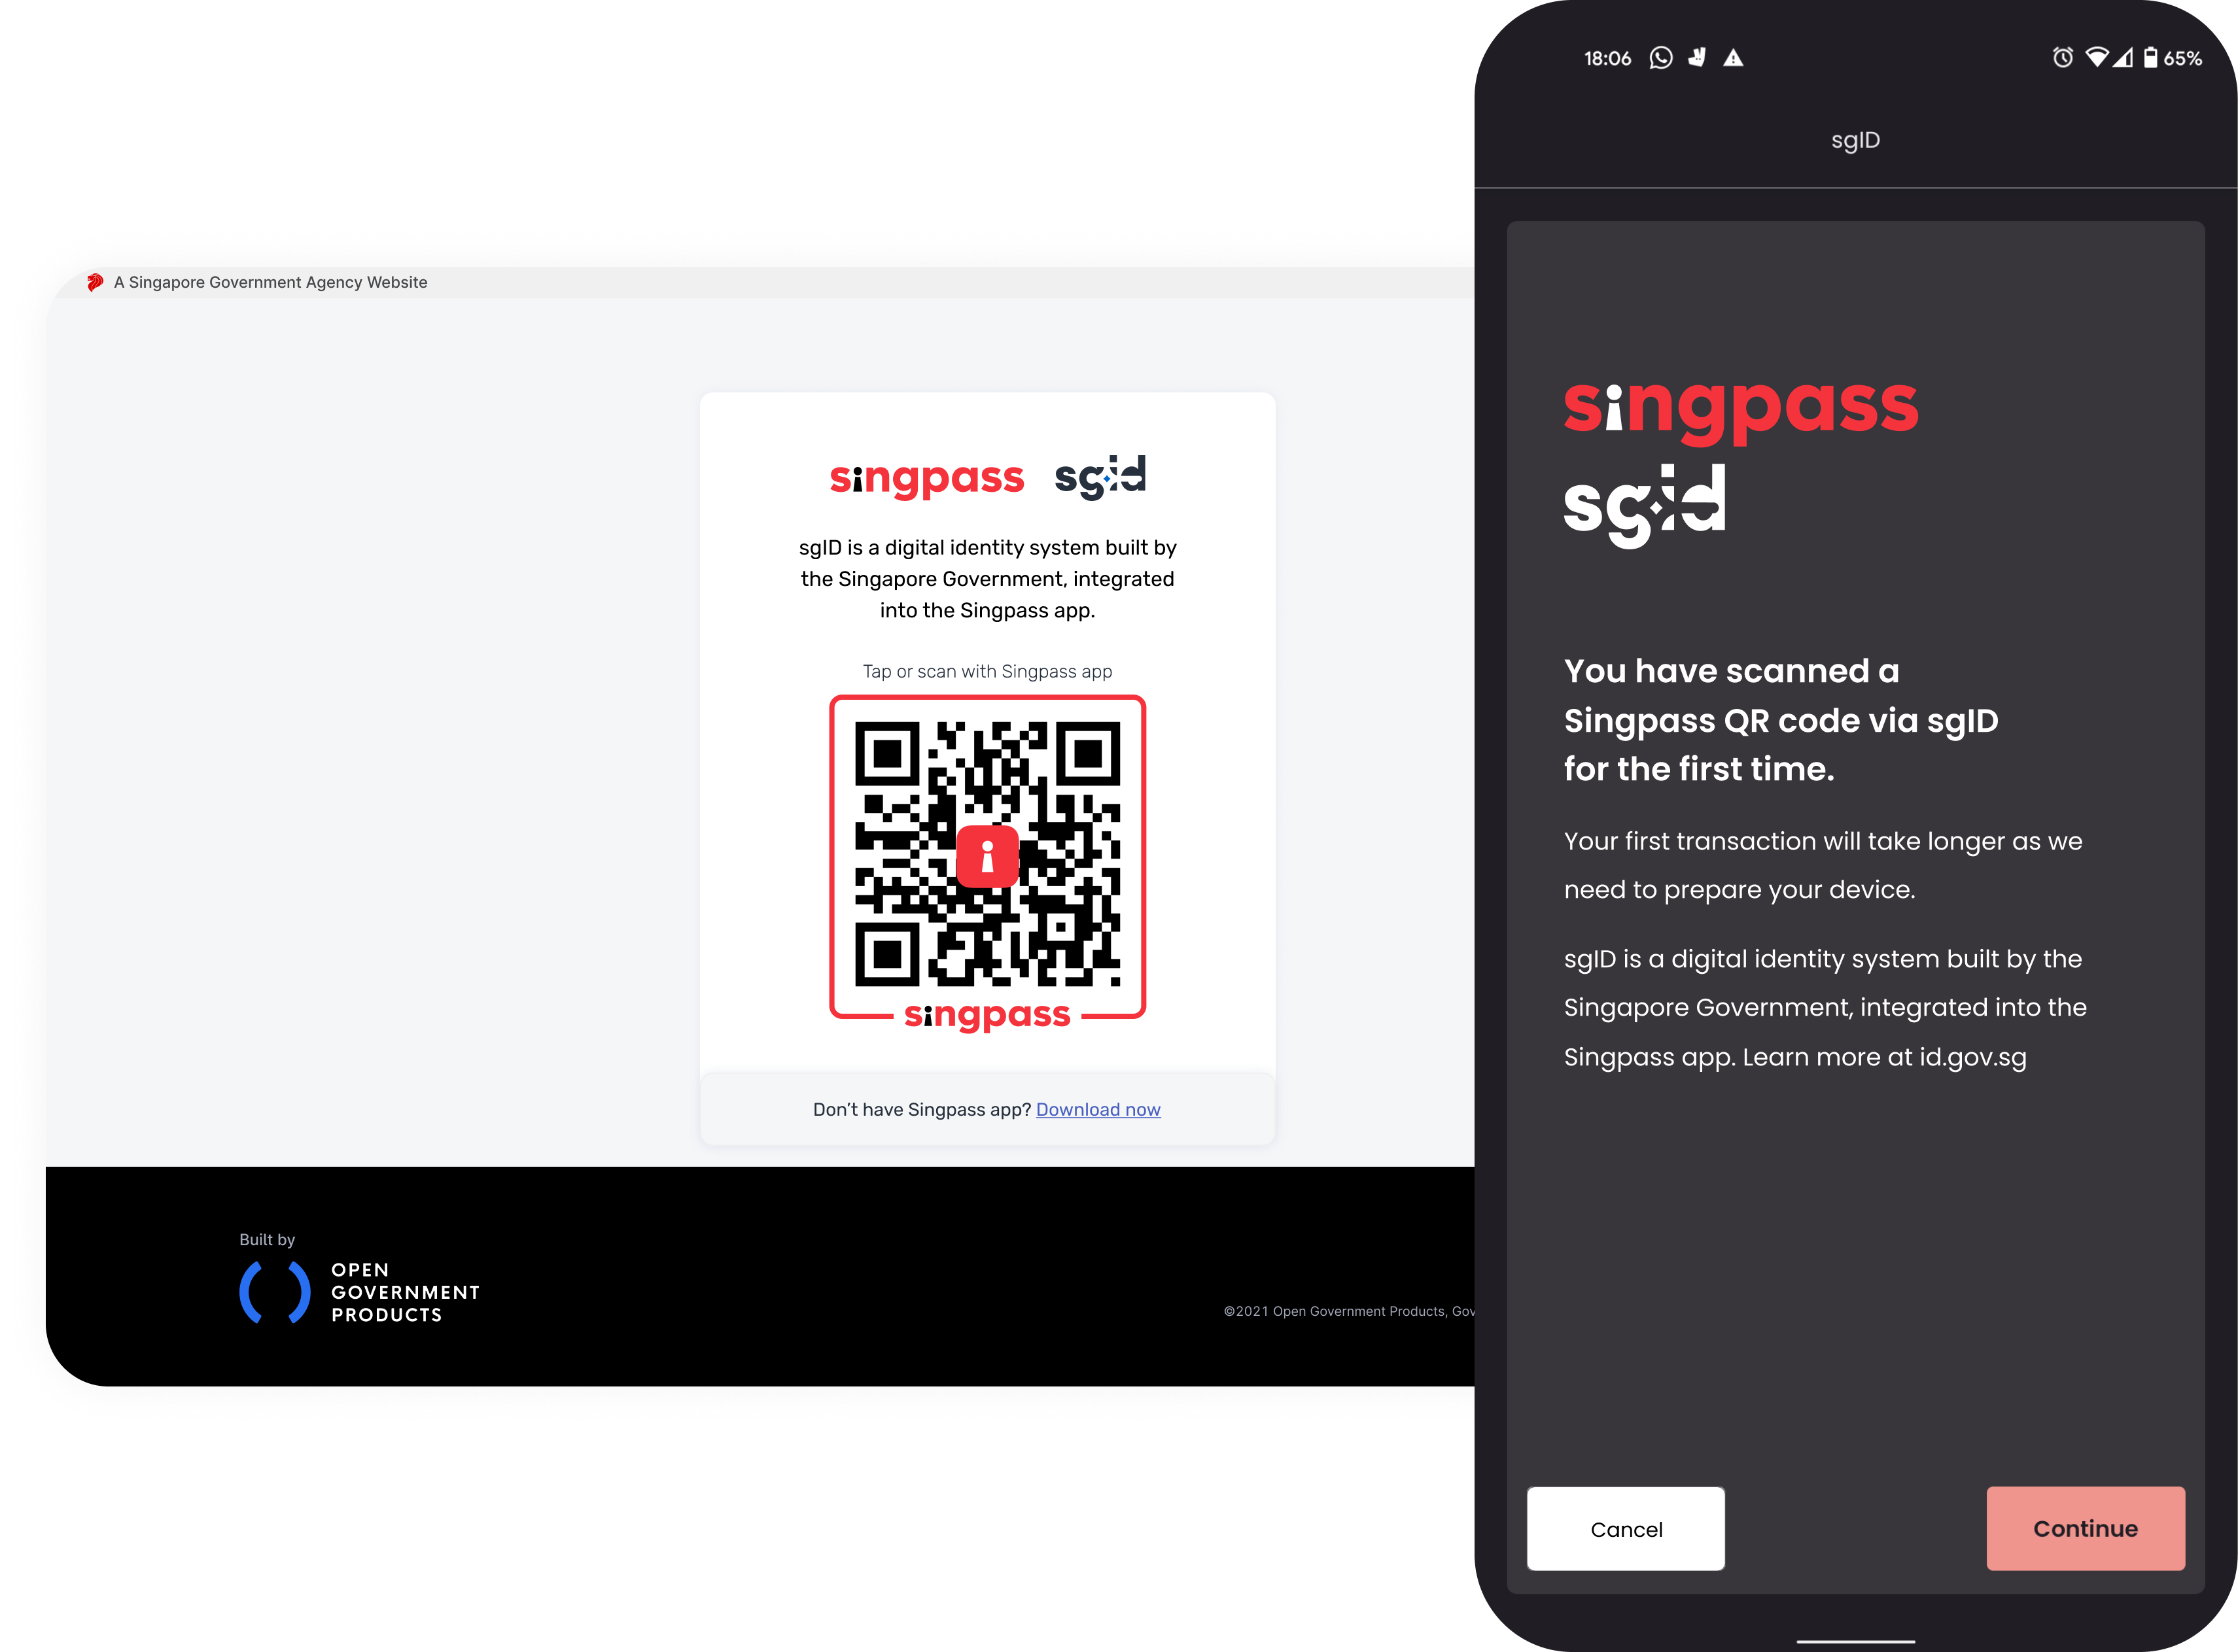 A Singapore Government Agency Website
singpass sgid
sgID is a digital identity system built by
the Singapore Government, integrated
into the Singpass app.
Tap or scan with Singpass app
singpass
Don’t have Singpass app? Download now
Built by
OPEN
GOVERNMENT
PRODUCTS
©2021 Open Government Products, Gov
18:06
65%
sgID
singpass
sgid
You have scanned a
Singpass QR code via sgID
for the first time.
Your first transaction will take longer as we
need to prepare your device.
sgID is a digital identity system built by the
Singapore Government, integrated into the
Singpass app. Learn more at id.gov.sg
Cancel
Continue